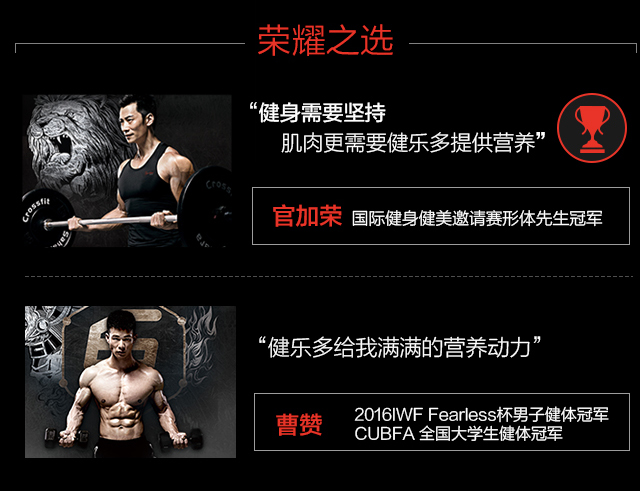 荣耀之选
“健身需要坚持
肌肉更需要健乐多提供营养”
官加荣 国际健身健美邀请赛形体先生冠军
Crossfit
Crossfit
“健乐多给我满满的营养动力”
曹赞
2016IWF Fearless杯男子健体冠军
CUBFA 全国大学生健体冠军